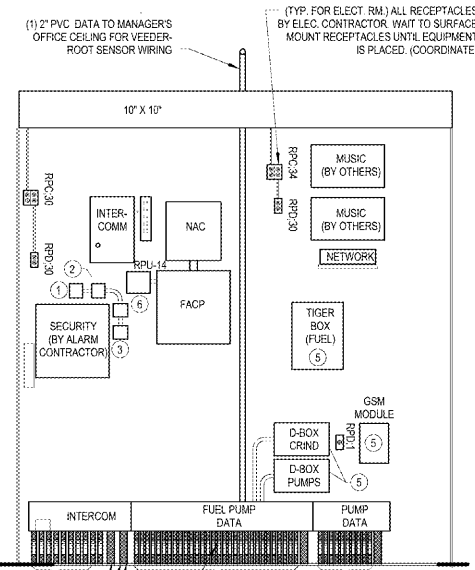 (1) 2" PVC DATA TO MANAGER'S
OFFICE CEILING FOR VEEDER-
ROOT SENSOR WIRING
(TYP. FOR ELECT. RM.) ALL RECEPTACLES
BY ELEC. CONTRACTOR. WAIT TO SURFACE
MOUNT RECEPTACLES UNTIL EQUIPMENT
IS PLACED. (COORDINATE
10" X 10"
RPC:30
RPD:30
INTER-
COMM
NAC
RPU-14
FACP
1
2
3
6
SECURITY
(BY ALARM
CONTRACTOR)
RPC:34
RPD:30
MUSIC
(BY OTHERS)
MUSIC
(BY OTHERS)
NETWORK
TIGER
BOX
(FUEL)
5
GSM
MODULE
5
RPD:1
D-BOX
CRIND
D-BOX
PUMPS
5
INTERCOM
FUEL PUMP
DATA
PUMP
DATA